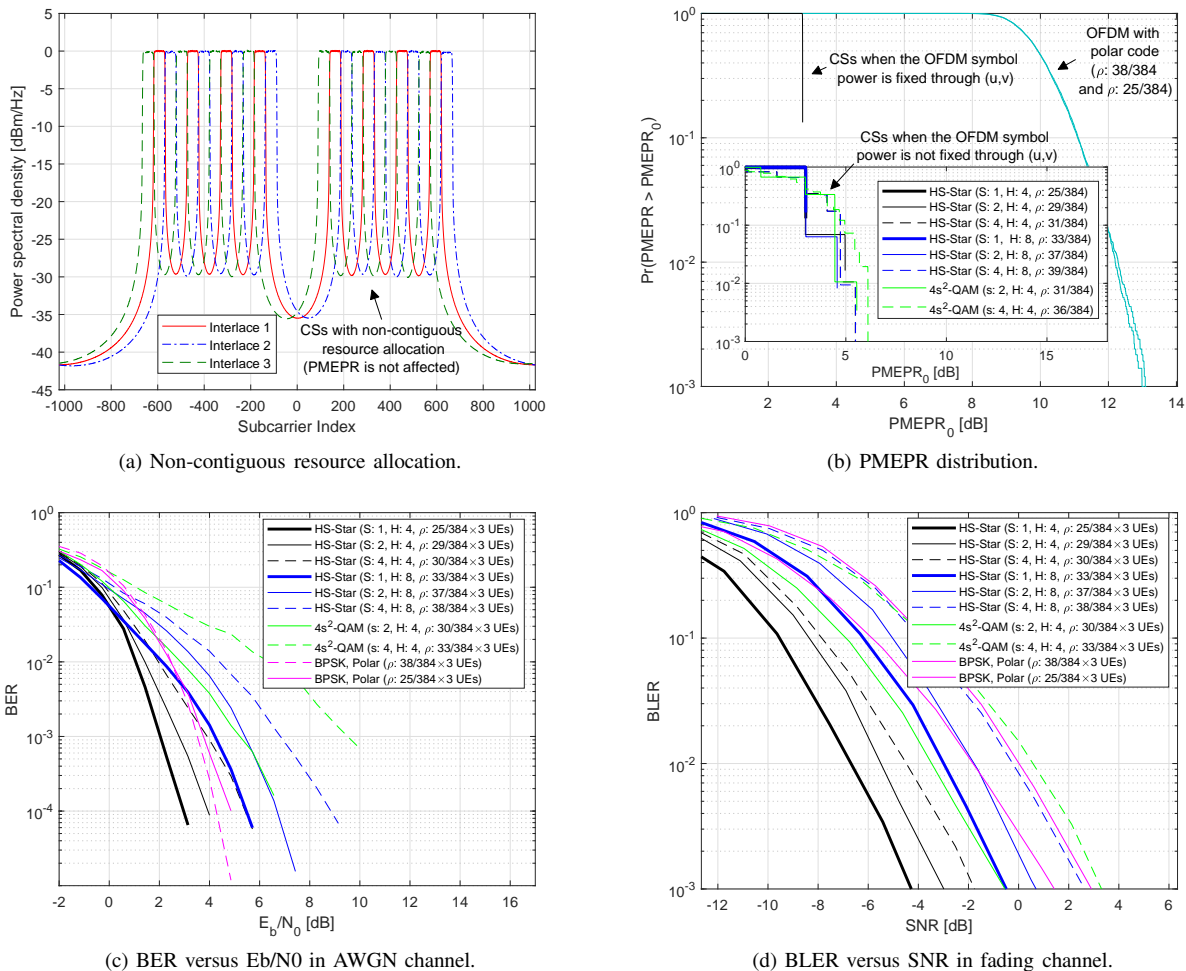 5
0
-5
-10
-15
-20
-25
-30
-35
-40
-45
Power spectral density [dBm/Hz]
Interlace 1
Interlace 2
Interlace 3
CSs with non-contiguous
resource allocation
(PMEPR is not affected)
-1000 -800 -600 -400 -200 0 200 400 600 800 1000
Subcarrier Index
(a) Non-contiguous resource allocation.
10^0
10^-1
10^-2
10^-3
Pr(PMEPR > PMEPR_0)
CSs when the OFDM symbol
power is fixed through (u,v)
OFDM with
polar code
(ρ: 38/384
and ρ: 25/384)
CSs when the OFDM symbol
power is not fixed through (u,v)
10^0
10^-1
10^-2
10^-3
HS-Star (S: 1, H: 4, ρ: 25/384)
HS-Star (S: 2, H: 4, ρ: 29/384)
HS-Star (S: 4, H: 4, ρ: 31/384)
HS-Star (S: 1, H: 8, ρ: 33/384)
HS-Star (S: 2, H: 8, ρ: 37/384)
HS-Star (S: 4, H: 8, ρ: 39/384)
4s^2-QAM (s: 2, H: 4, ρ: 31/384)
4s^2-QAM (s: 4, H: 4, ρ: 36/384)
0 5 10 15
PMEPR_0 [dB]
2 4 6 8 10 12 14
PMEPR_0 [dB]
(b) PMEPR distribution.
10^0
10^-1
10^-2
10^-3
10^-4
BER
HS-Star (S: 1, H: 4, ρ: 25/384×3 UEs)
HS-Star (S: 2, H: 4, ρ: 29/384×3 UEs)
HS-Star (S: 4, H: 4, ρ: 30/384×3 UEs)
HS-Star (S: 1, H: 8, ρ: 33/384×3 UEs)
HS-Star (S: 2, H: 8, ρ: 37/384×3 UEs)
HS-Star (S: 4, H: 8, ρ: 38/384×3 UEs)
4s^2-QAM (s: 2, H: 4, ρ: 30/384×3 UEs)
4s^2-QAM (s: 4, H: 4, ρ: 33/384×3 UEs)
BPSK, Polar (ρ: 38/384×3 UEs)
BPSK, Polar (ρ: 25/384×3 UEs)
-2 0 2 4 6 8 10 12 14 16
E_b/N_0 [dB]
(c) BER versus Eb/N0 in AWGN channel.
10^0
10^-1
10^-2
10^-3
BLER
HS-Star (S: 1, H: 4, ρ: 25/384×3 UEs)
HS-Star (S: 2, H: 4, ρ: 29/384×3 UEs)
HS-Star (S: 4, H: 4, ρ: 30/384×3 UEs)
HS-Star (S: 1, H: 8, ρ: 33/384×3 UEs)
HS-Star (S: 2, H: 8, ρ: 37/384×3 UEs)
HS-Star (S: 4, H: 8, ρ: 38/384×3 UEs)
4s^2-QAM (s: 2, H: 4, ρ: 30/384×3 UEs)
4s^2-QAM (s: 4, H: 4, ρ: 33/384×3 UEs)
BPSK, Polar (ρ: 38/384×3 UEs)
BPSK, Polar (ρ: 25/384×3 UEs)
-12 -10 -8 -6 -4 -2 0 2 4 6
SNR [dB]
(d) BLER versus SNR in fading channel.